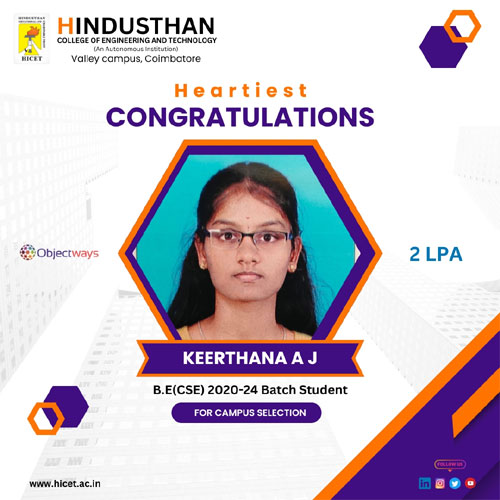 HINDUSTHAN
COLLEGE OF ENGINEERING AND TECHNOLOGY
(An Autonomous Institution)
Valley campus, Coimbatore
HICET
Heartiest
CONGRATULATIONS
Objectways
2 LPA
KEERTHANA A J
B.E(CSE) 2020-24 Batch Student
FOR CAMPUS SELECTION
FOLLOW US
www.hicet.ac.in